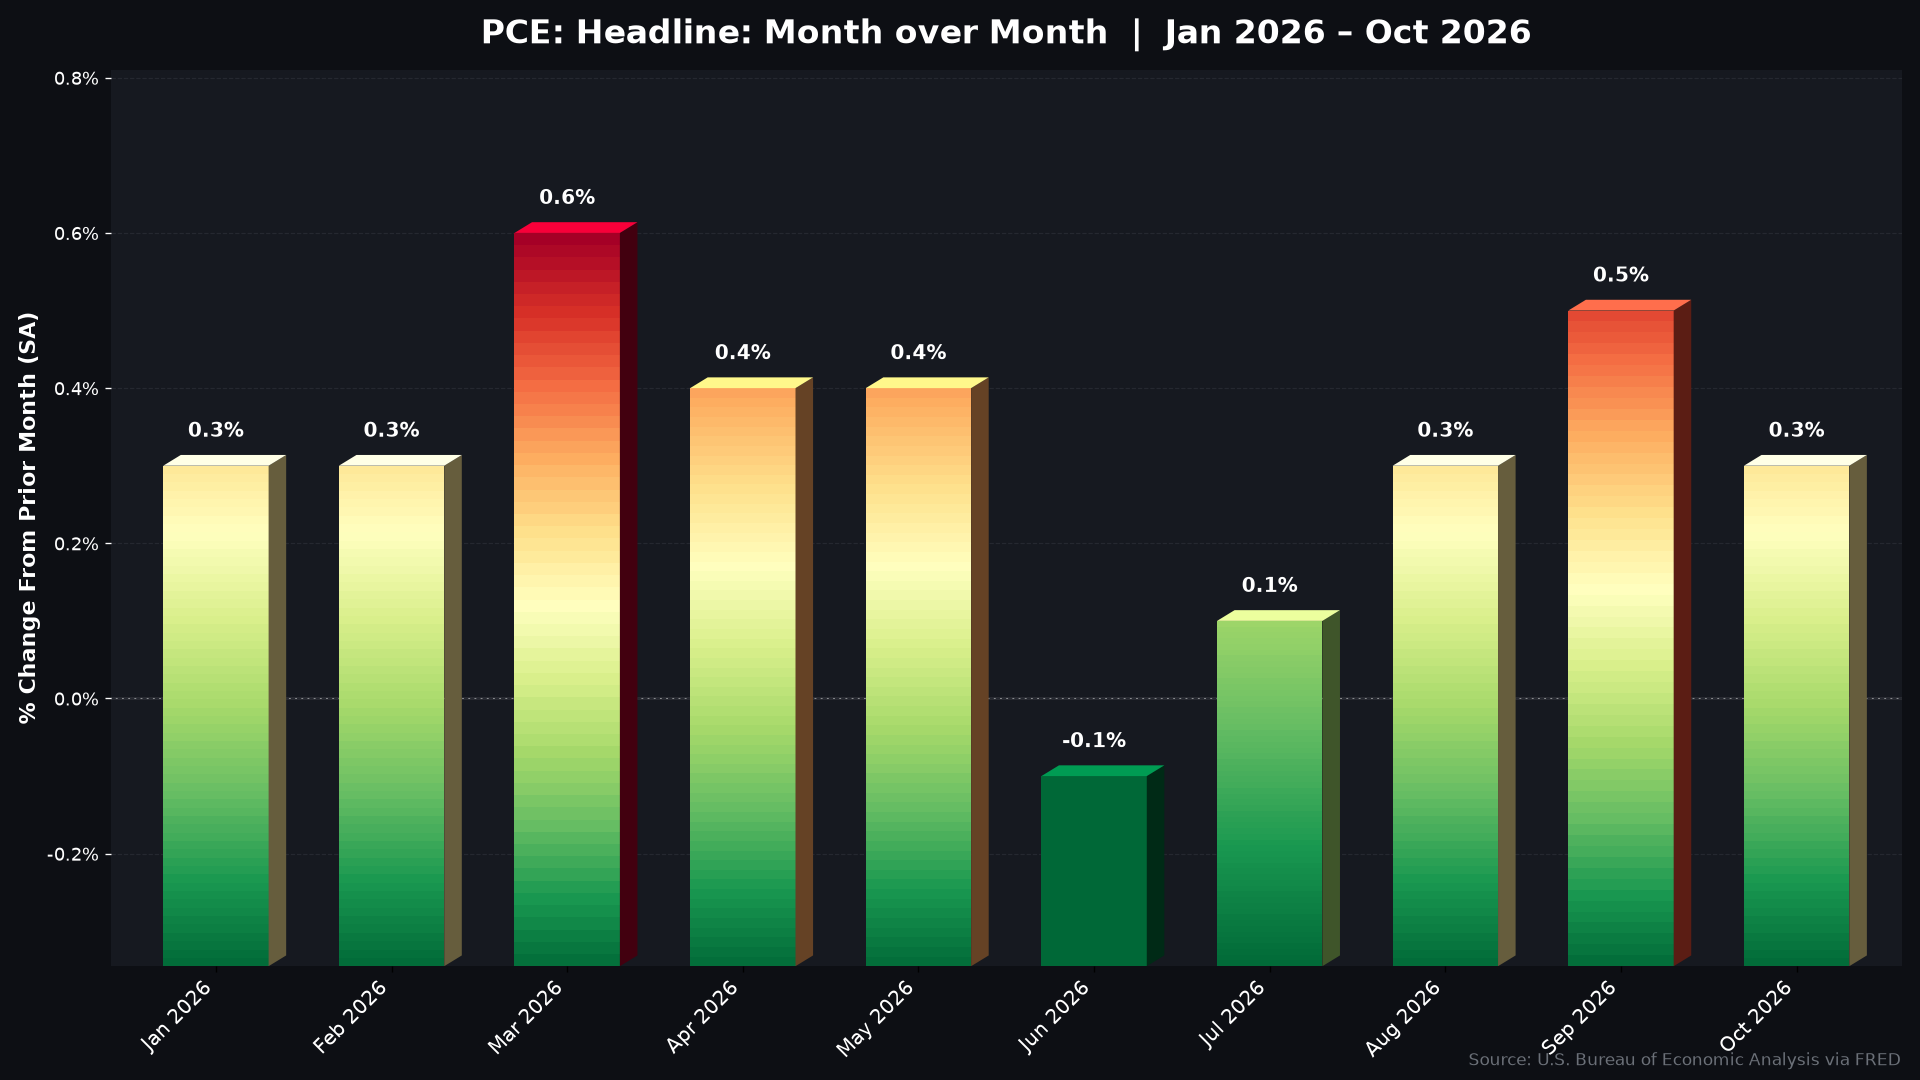 PCE: Headline: Month over Month | Jan 2026 – Oct 2026
% Change From Prior Month (SA)
0.8%
0.6%
0.4%
0.2%
0.0%
-0.2%
0.3%
0.3%
0.6%
0.4%
0.4%
-0.1%
0.1%
0.3%
0.5%
0.3%
Jan 2026
Feb 2026
Mar 2026
Apr 2026
May 2026
Jun 2026
Jul 2026
Aug 2026
Sep 2026
Oct 2026
Source: U.S. Bureau of Economic Analysis via FRED